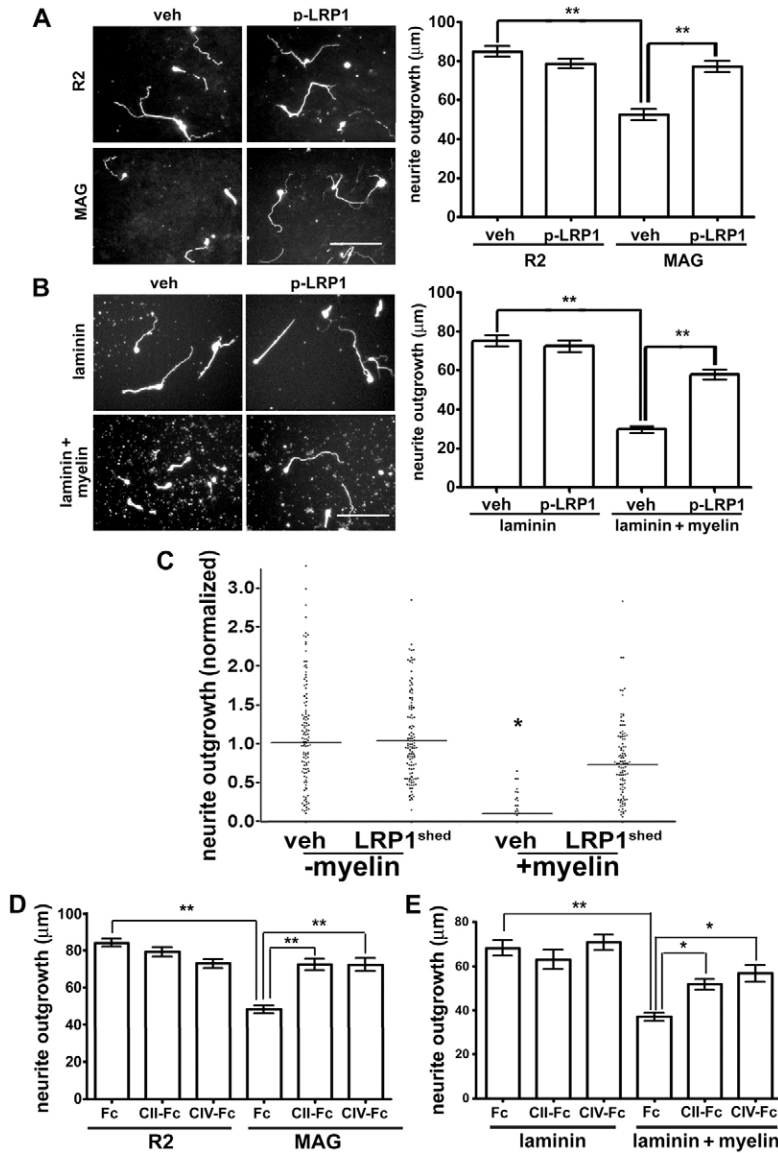 A
veh p-LRP1
R2
MAG
neurite outgrowth (µm)
100
80
60
40
20
0
** **
veh p-LRP1 veh p-LRP1
R2 MAG
B
veh p-LRP1
laminin
laminin + myelin
neurite outgrowth (µm)
100
80
60
40
20
0
** **
veh p-LRP1 veh p-LRP1
laminin laminin + myelin
C
neurite outgrowth (normalized)
3.0
2.5
2.0
1.5
1.0
0.5
0.0
*
veh LRP1shed veh LRP1shed
-myelin +myelin
D
neurite outgrowth (µm)
100
80
60
40
20
0
** ** **
Fc CII-Fc CIV-Fc Fc CII-Fc CIV-Fc
R2 MAG
E
neurite outgrowth (µm)
80
60
40
20
0
** * *
Fc CII-Fc CIV-Fc Fc CII-Fc CIV-Fc
laminin laminin + myelin